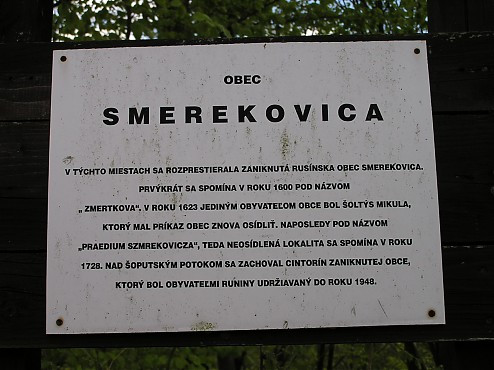 OBEC
SMEREKOVICA
V TÝCHTO MIESTACH SA ROZPRESTIERALA ZANIKNUTÁ RUSÍNSKA OBEC SMEREKOVICA.
PRVÝKRÁT SA SPOMÍNA V ROKU 1600 POD NÁZVOM
„ ZMERTKOVA“. V ROKU 1623 JEDINÝM OBYVATEĽOM OBCE BOL ŠOLTÝS MIKULA,
KTORÝ MAL PRÍKAZ OBEC ZNOVA OSÍDLIŤ. NAPOSLEDY POD NÁZVOM
„PRAEDIUM SZMREKOVICZA“, TEDA NEOSÍDLENÁ LOKALITA SA SPOMÍNA V ROKU
1728. NAD ŠOPUTSKÝM POTOKOM SA ZACHOVAL CINTORÍN ZANIKNUTEJ OBCE,
KTORÝ BOL OBYVATEĽMI RUNINY UDRŽIAVANÝ DO ROKU 1948.